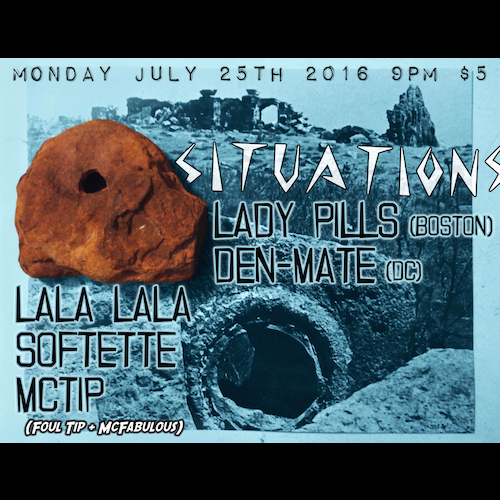 MONDAY JULY 25TH 2016 9PM $5
SITUATIONS
LADY PILLS (BOSTON)
DEN-MATE (DC)
LALA LALA
SOFTETTE
MCTIP
(FOUL TIP + MCFABULOUS)